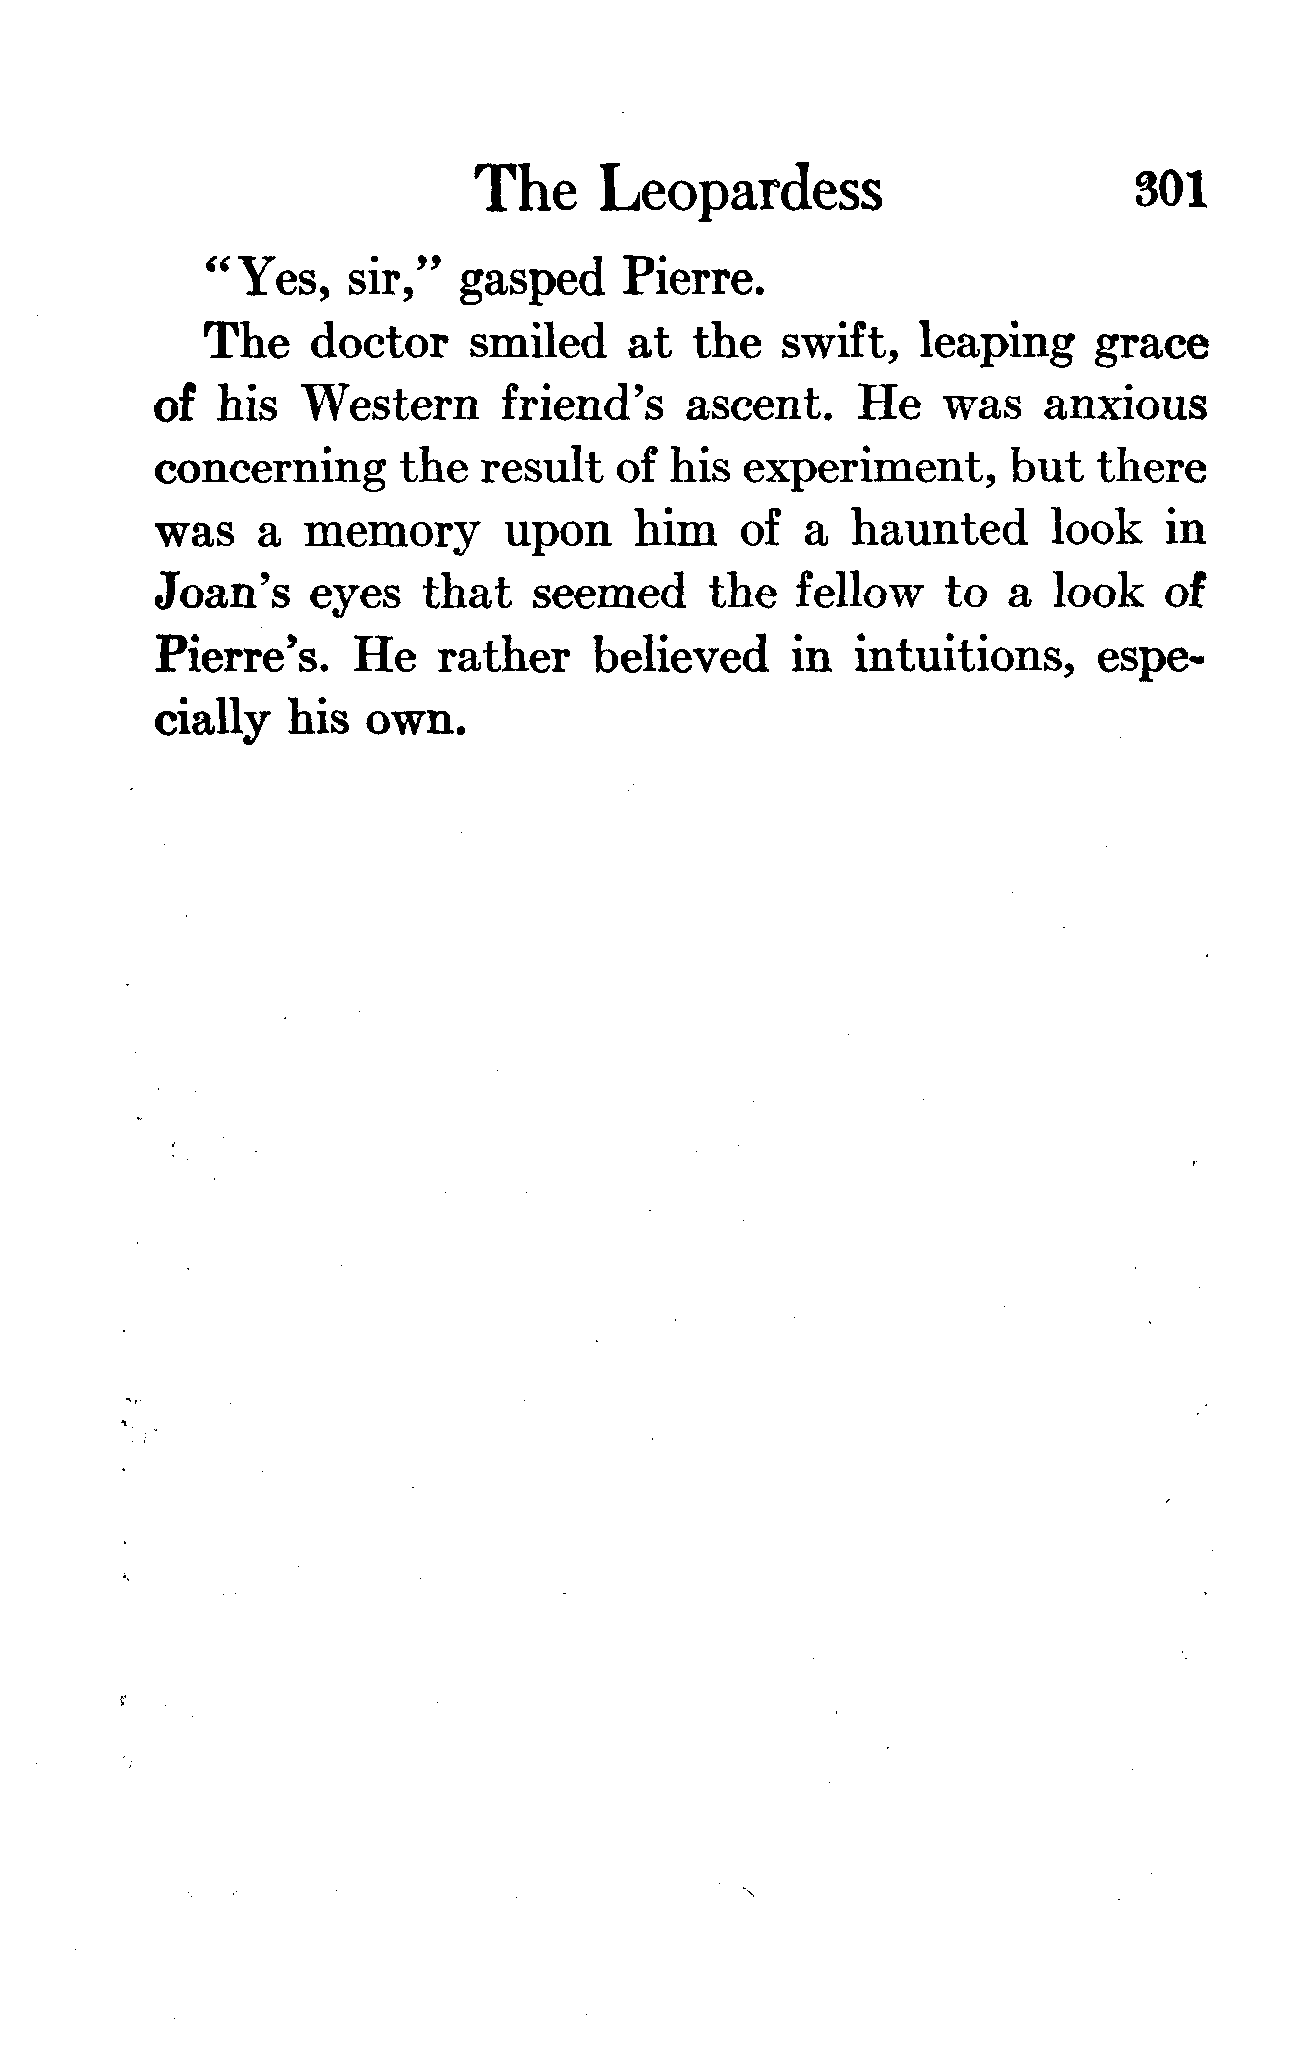 The Leopardess 301
“Yes, sir,” gasped Pierre.
The doctor smiled at the swift, leaping grace
of his Western friend’s ascent. He was anxious
concerning the result of his experiment, but there
was a memory upon him of a haunted look in
Joan’s eyes that seemed the fellow to a look of
Pierre’s. He rather believed in intuitions, espe-
cially his own.